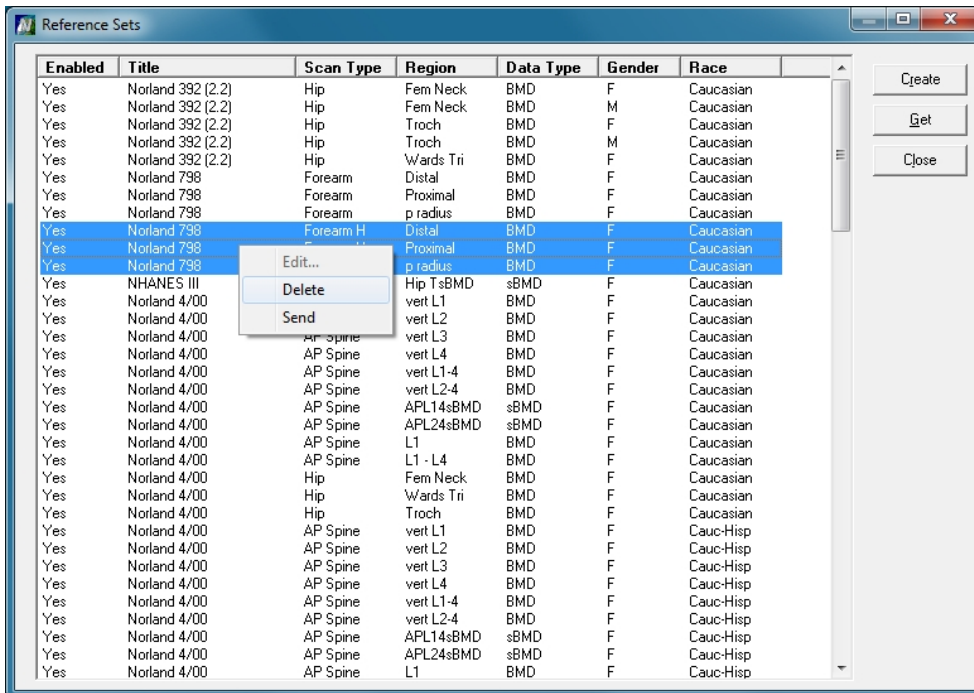 Reference Sets
Enabled Title Scan Type Region Data Type Gender Race
Yes Norland 392 (2.2) Hip Fem Neck BMD F Caucasian
Yes Norland 392 (2.2) Hip Fem Neck BMD M Caucasian
Yes Norland 392 (2.2) Hip Troch BMD F Caucasian
Yes Norland 392 (2.2) Hip Troch BMD M Caucasian
Yes Norland 392 (2.2) Hip Wards Tri BMD F Caucasian
Yes Norland 798 Forearm Distal BMD F Caucasian
Yes Norland 798 Forearm Proximal BMD F Caucasian
Yes Norland 798 Forearm p radius BMD F Caucasian
Yes Norland 798 Forearm H Distal BMD F Caucasian
Yes Norland 798 Proximal BMD F Caucasian
Yes Norland 798 p radius BMD F Caucasian
Yes NHANES III Hip TsBMD sBMD F Caucasian
Yes Norland 4/00 vert L1 BMD F Caucasian
Yes Norland 4/00 vert L2 BMD F Caucasian
Yes Norland 4/00 AP Spine vert L3 BMD F Caucasian
Yes Norland 4/00 AP Spine vert L4 BMD F Caucasian
Yes Norland 4/00 AP Spine vert L1-4 BMD F Caucasian
Yes Norland 4/00 AP Spine vert L2-4 BMD F Caucasian
Yes Norland 4/00 AP Spine APL14sBMD sBMD F Caucasian
Yes Norland 4/00 AP Spine APL24sBMD sBMD F Caucasian
Yes Norland 4/00 AP Spine L1 BMD F Caucasian
Yes Norland 4/00 AP Spine L1 - L4 BMD F Caucasian
Yes Norland 4/00 Hip Fem Neck BMD F Caucasian
Yes Norland 4/00 Hip Wards Tri BMD F Caucasian
Yes Norland 4/00 Hip Troch BMD F Caucasian
Yes Norland 4/00 AP Spine vert L1 BMD F Cauc-Hisp
Yes Norland 4/00 AP Spine vert L2 BMD F Cauc-Hisp
Yes Norland 4/00 AP Spine vert L3 BMD F Cauc-Hisp
Yes Norland 4/00 AP Spine vert L4 BMD F Cauc-Hisp
Yes Norland 4/00 AP Spine vert L1-4 BMD F Cauc-Hisp
Yes Norland 4/00 AP Spine vert L2-4 BMD F Cauc-Hisp
Yes Norland 4/00 AP Spine APL14sBMD sBMD F Cauc-Hisp
Yes Norland 4/00 AP Spine APL24sBMD sBMD F Cauc-Hisp
Yes Norland 4/00 AP Spine L1 BMD F Cauc-Hisp
Edit...
Delete
Send
Create
Get
Close